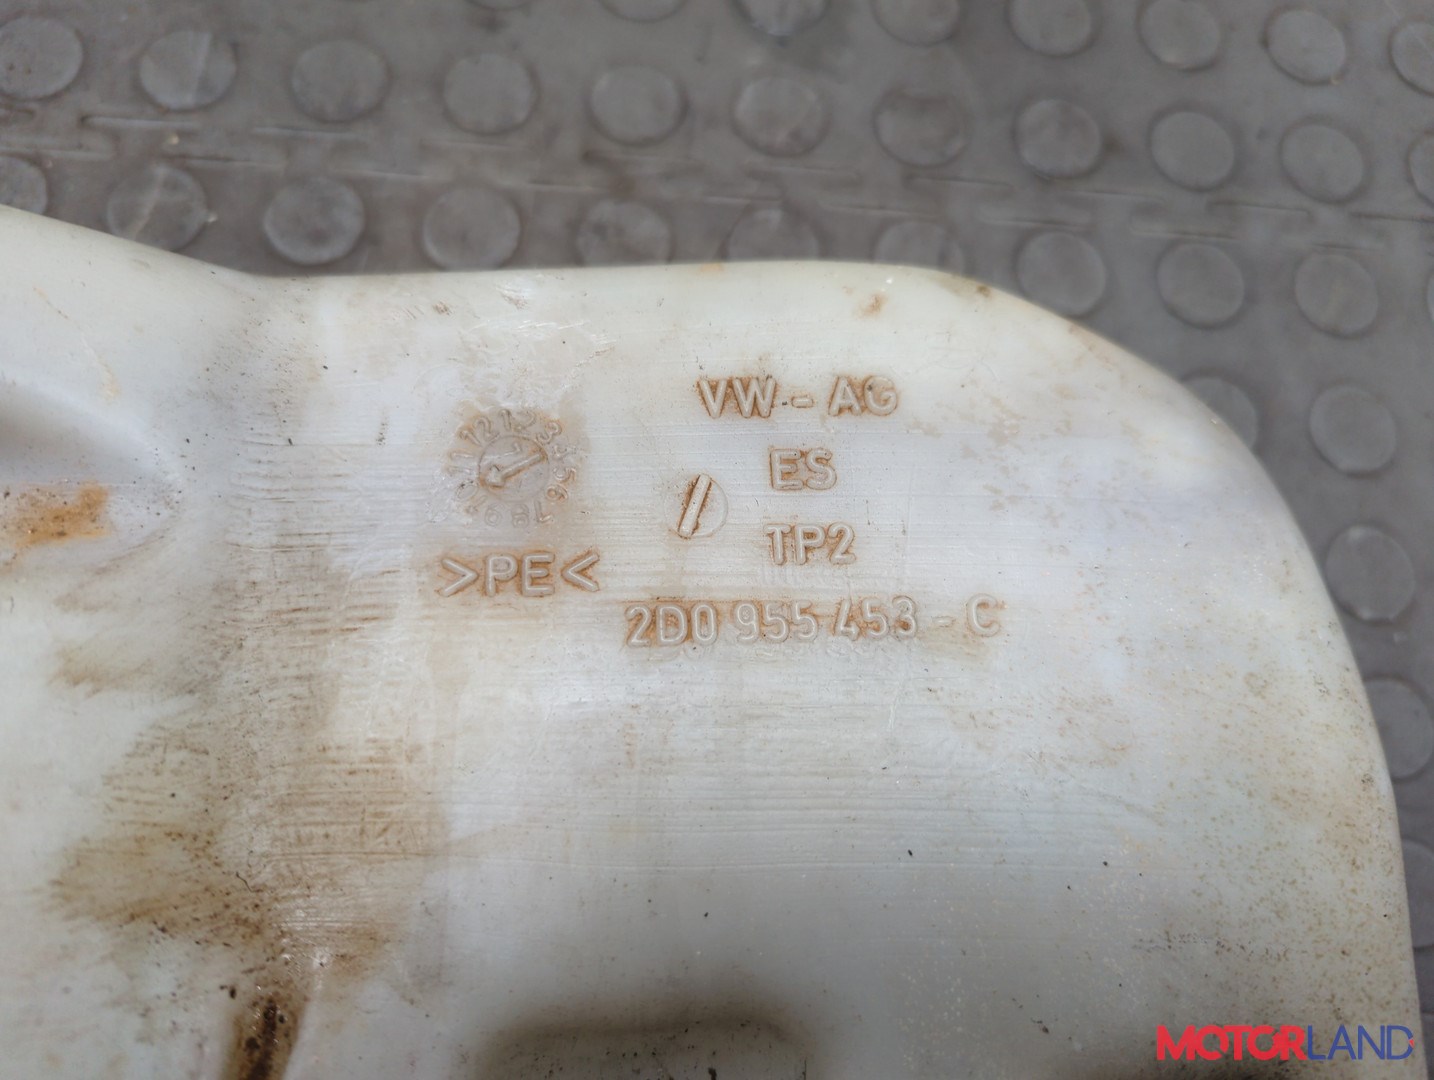 VW - AG
ES
TP2
>PE<
2D0 955 453 - C
MOTORLAND